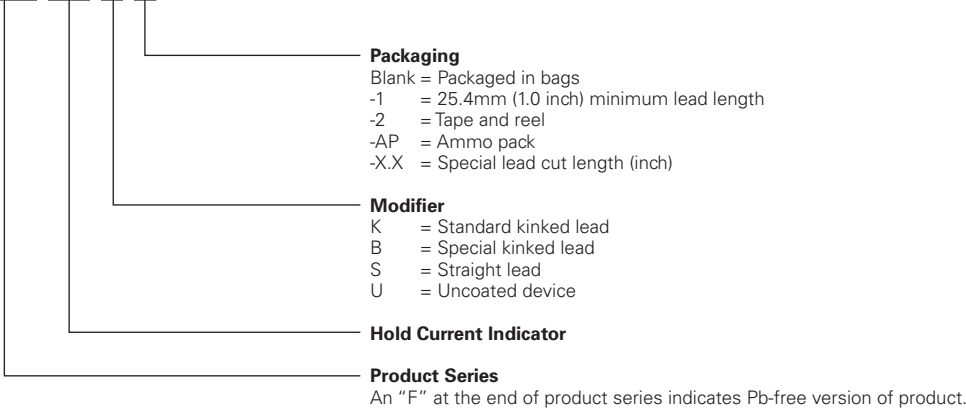 Packaging
Blank = Packaged in bags
-1 = 25.4mm (1.0 inch) minimum lead length
-2 = Tape and reel
-AP = Ammo pack
-X.X = Special lead cut length (inch)
Modifier
K = Standard kinked lead
B = Special kinked lead
S = Straight lead
U = Uncoated device
Hold Current Indicator
Product Series
An “F” at the end of product series indicates Pb-free version of product.